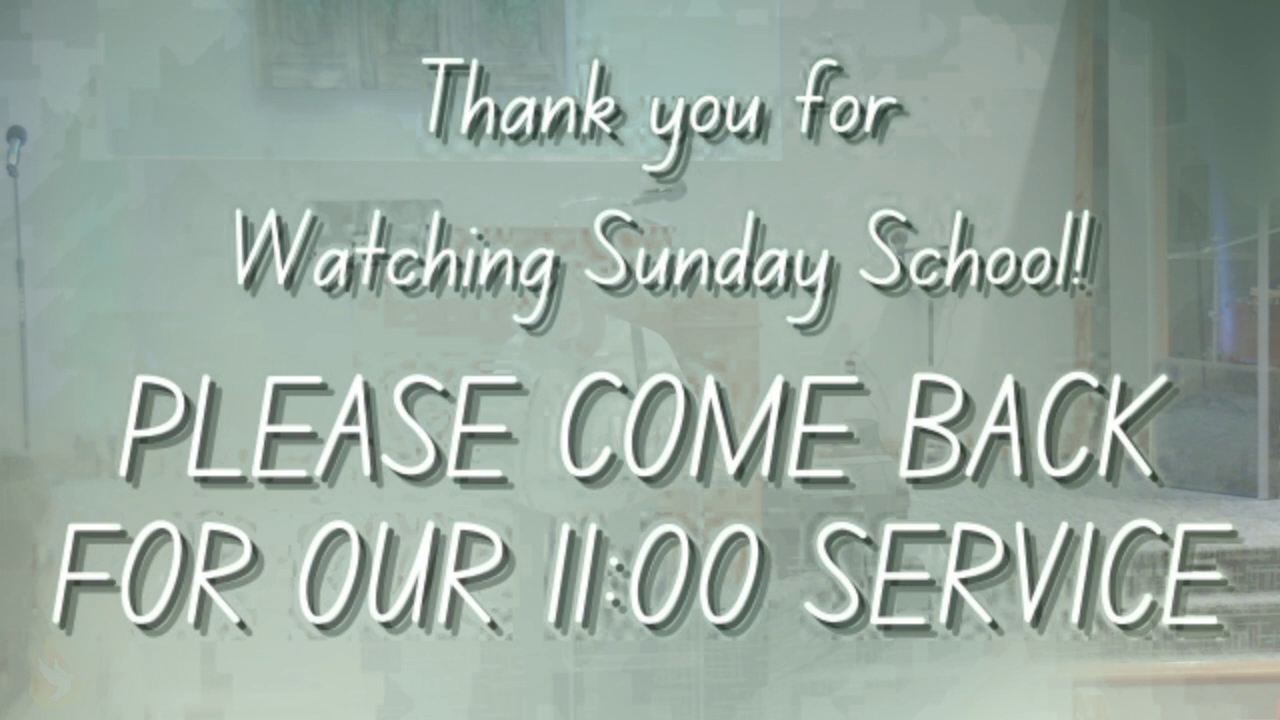 Thank you for
Watching Sunday School!!
PLEASE COME BACK
FOR OUR 11:00 SERVICE